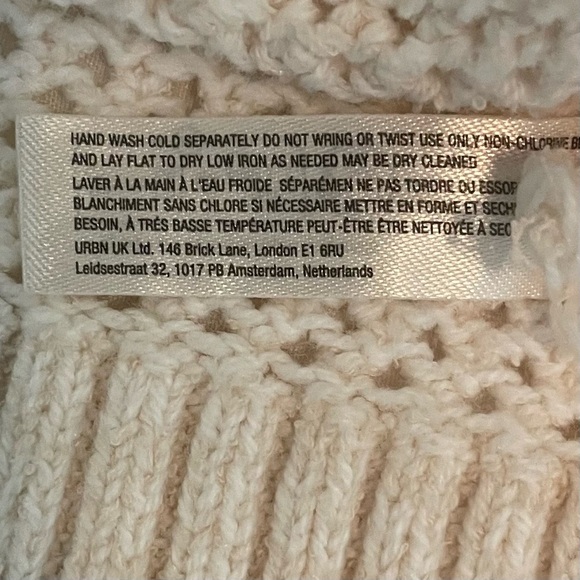 HAND WASH COLD SEPARATELY DO NOT WRING OR TWIST USE ONLY NON-CHLORINE
AND LAY FLAT TO DRY LOW IRON AS NEEDED MAY BE DRY CLEANED
LAVER À LA MAIN À L'EAU FROIDE SÉPARÉMEN NE PAS TORDRE OU
BLANCHIMENT SANS CHLORE SI NÉCESSAIRE METTRE EN FORME ET
BESOIN, À TRÈS BASSE TEMPÉRATURE PEUT-ÊTRE ÊTRE NETTOYÉE À
URBN UK Ltd. 146 Brick Lane, London E1 6RU
Leidsestraat 32, 1017 PB Amsterdam, Netherlands